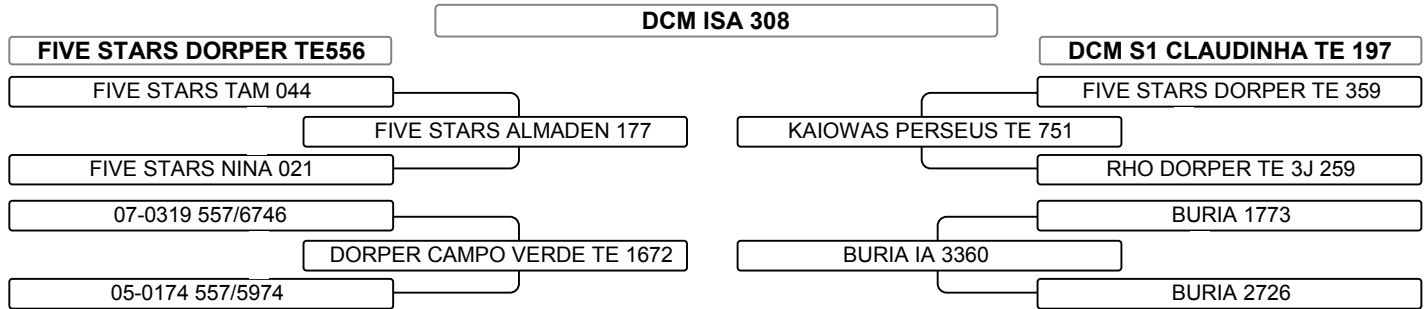 DCM ISA 308
FIVE STARS DORPER TE556
DCM S1 CLAUDINHA TE 197
FIVE STARS TAM 044
FIVE STARS DORPER TE 359
FIVE STARS ALMADEN 177
KAIOWAS PERSEUS TE 751
FIVE STARS NINA 021
RHO DORPER TE 3J 259
07-0319 557/6746
BURIA 1773
DORPER CAMPO VERDE TE 1672
BURIA IA 3360
05-0174 557/5974
BURIA 2726